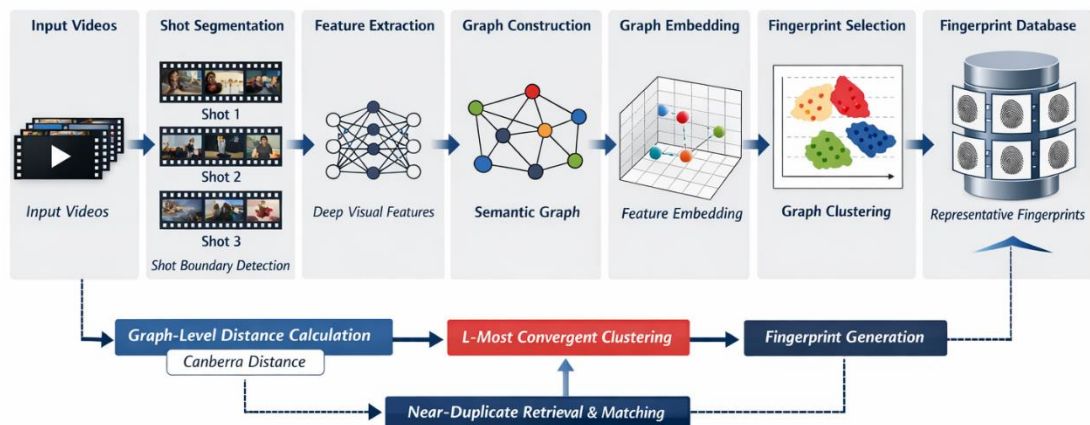 Input Videos
Shot Segmentation
Feature Extraction
Graph Construction
Graph Embedding
Fingerprint Selection
Fingerprint Database
Shot 1
Shot 2
Shot 3
Input Videos
Shot Boundary Detection
Deep Visual Features
Semantic Graph
Feature Embedding
Graph Clustering
Representative Fingerprints
Graph-Level Distance Calculation
Canberra Distance
L-Most Convergent Clustering
Fingerprint Generation
Near-Duplicate Retrieval & Matching